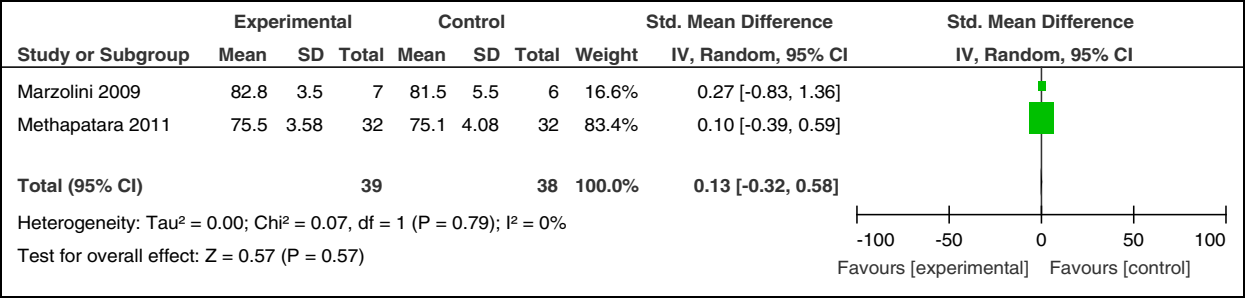 Experimental Control Std. Mean Difference Std. Mean Difference
Study or Subgroup Mean SD Total Mean SD Total Weight IV, Random, 95% CI IV, Random, 95% CI
Marzolini 2009 82.8 3.5 7 81.5 5.5 6 16.6% 0.27 [-0.83, 1.36]
Methapatara 2011 75.5 3.58 32 75.1 4.08 32 83.4% 0.10 [-0.39, 0.59]
Total (95% CI) 39 38 100.0% 0.13 [-0.32, 0.58]
Heterogeneity: Tau² = 0.00; Chi² = 0.07, df = 1 (P = 0.79); I² = 0%
Test for overall effect: Z = 0.57 (P = 0.57)
-100 -50 0 50 100
Favours [experimental] Favours [control]